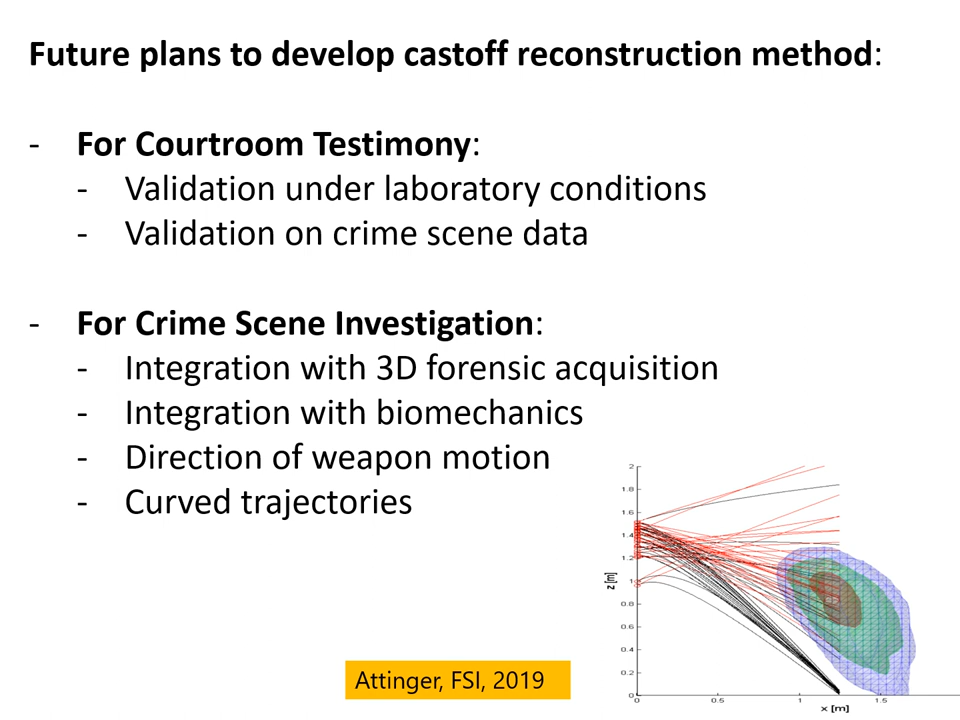 Future plans to develop castoff reconstruction method:
- For Courtroom Testimony:
- Validation under laboratory conditions
- Validation on crime scene data
- For Crime Scene Investigation:
- Integration with 3D forensic acquisition
- Integration with biomechanics
- Direction of weapon motion
- Curved trajectories
2
1.8
1.6
1.4
1.2
1
0.8
0.6
0.4
0.2
0
z [m]
0 0.5 1 1.5
x [m]
Attinger, FSI, 2019